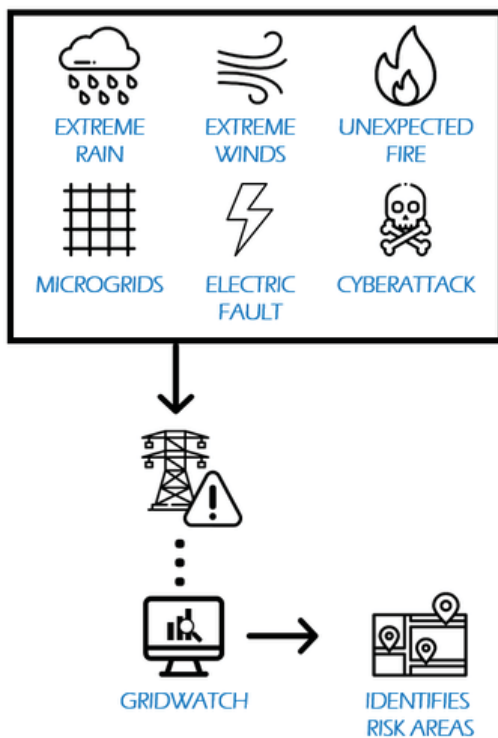 EXTREME
RAIN
EXTREME
WINDS
UNEXPECTED
FIRE
MICROGRIDS
ELECTRIC
FAULT
CYBERATTACK
GRIDWATCH
IDENTIFIES
RISK AREAS